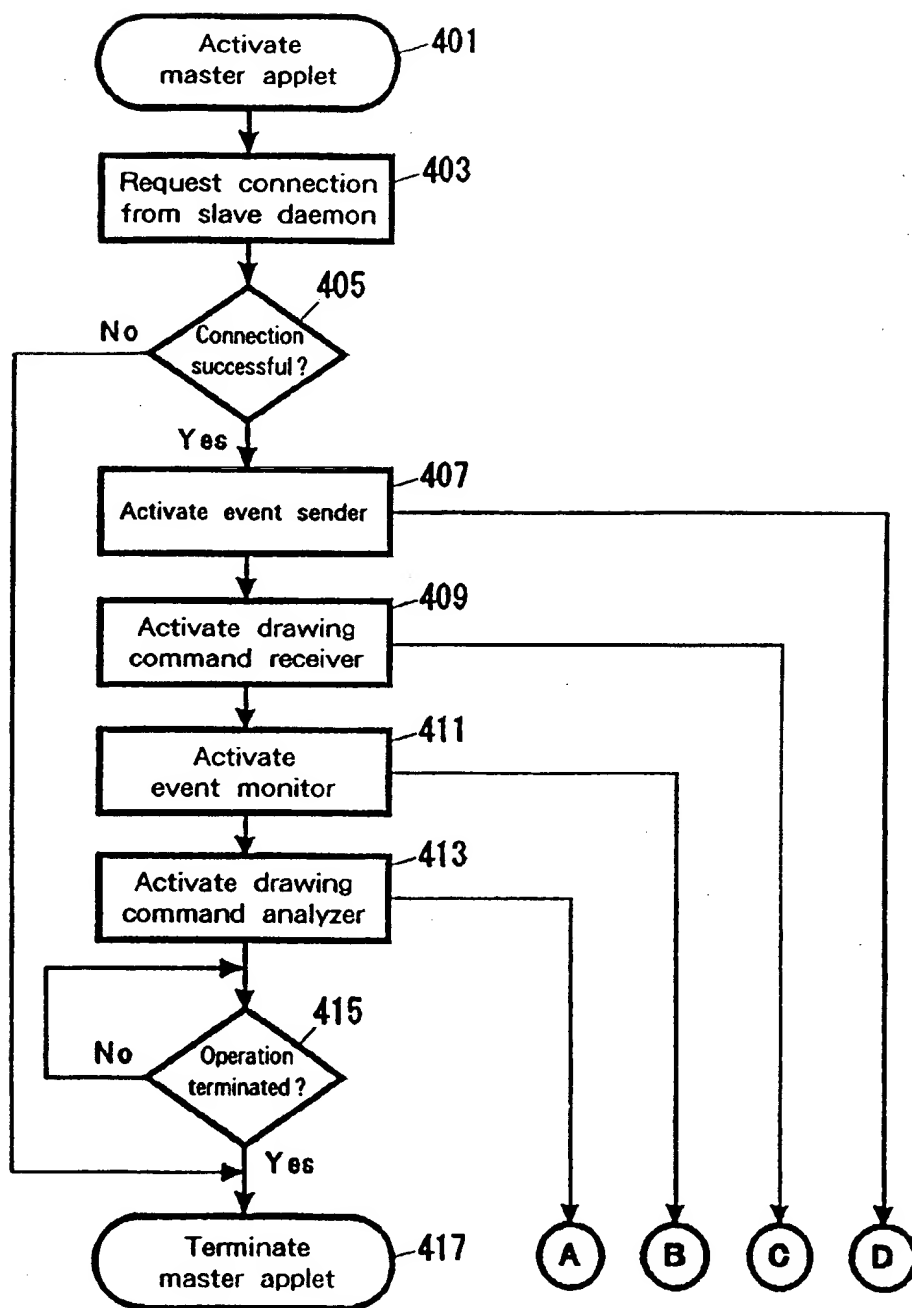 Activate
master applet
401
Request connection
from slave daemon
403
405
No
Connection
successful?
Yes
407
Activate event sender
409
Activate drawing
command receiver
411
Activate
event monitor
413
Activate drawing
command analyzer
415
No
Operation
terminated?
Yes
Terminate
master applet
417
A
B
C
D